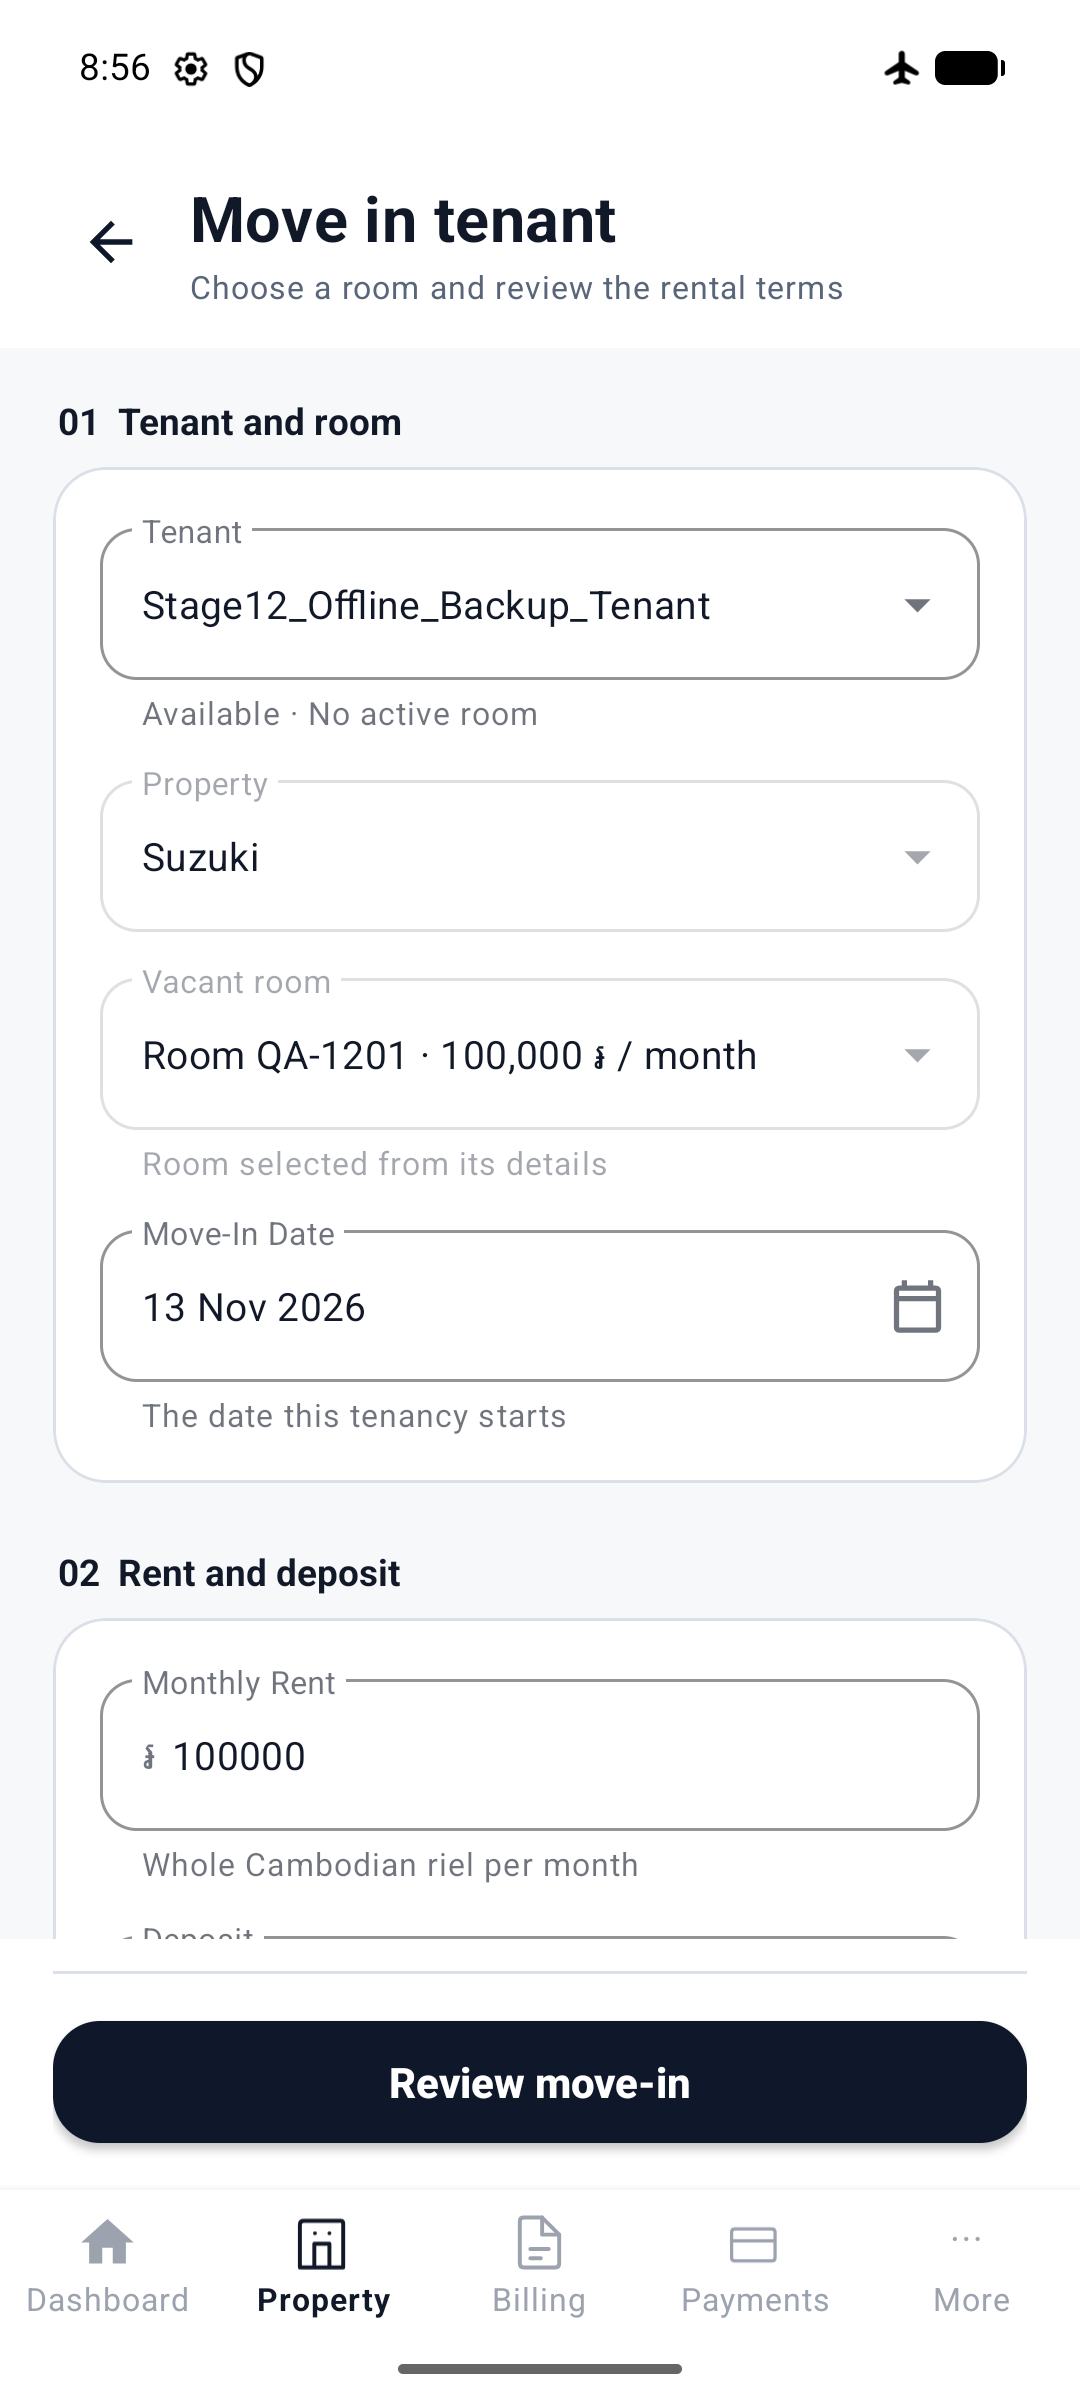 8:56
Move in tenant
Choose a room and review the rental terms
01 Tenant and room
Tenant
Stage12_Offline_Backup_Tenant
Available · No active room
Property
Suzuki
Vacant room
Room QA-1201 · 100,000 ៛ / month
Room selected from its details
Move-In Date
13 Nov 2026
The date this tenancy starts
02 Rent and deposit
Monthly Rent
៛ 100000
Whole Cambodian riel per month
Deposit
Review move-in
Dashboard
Property
Billing
Payments
More